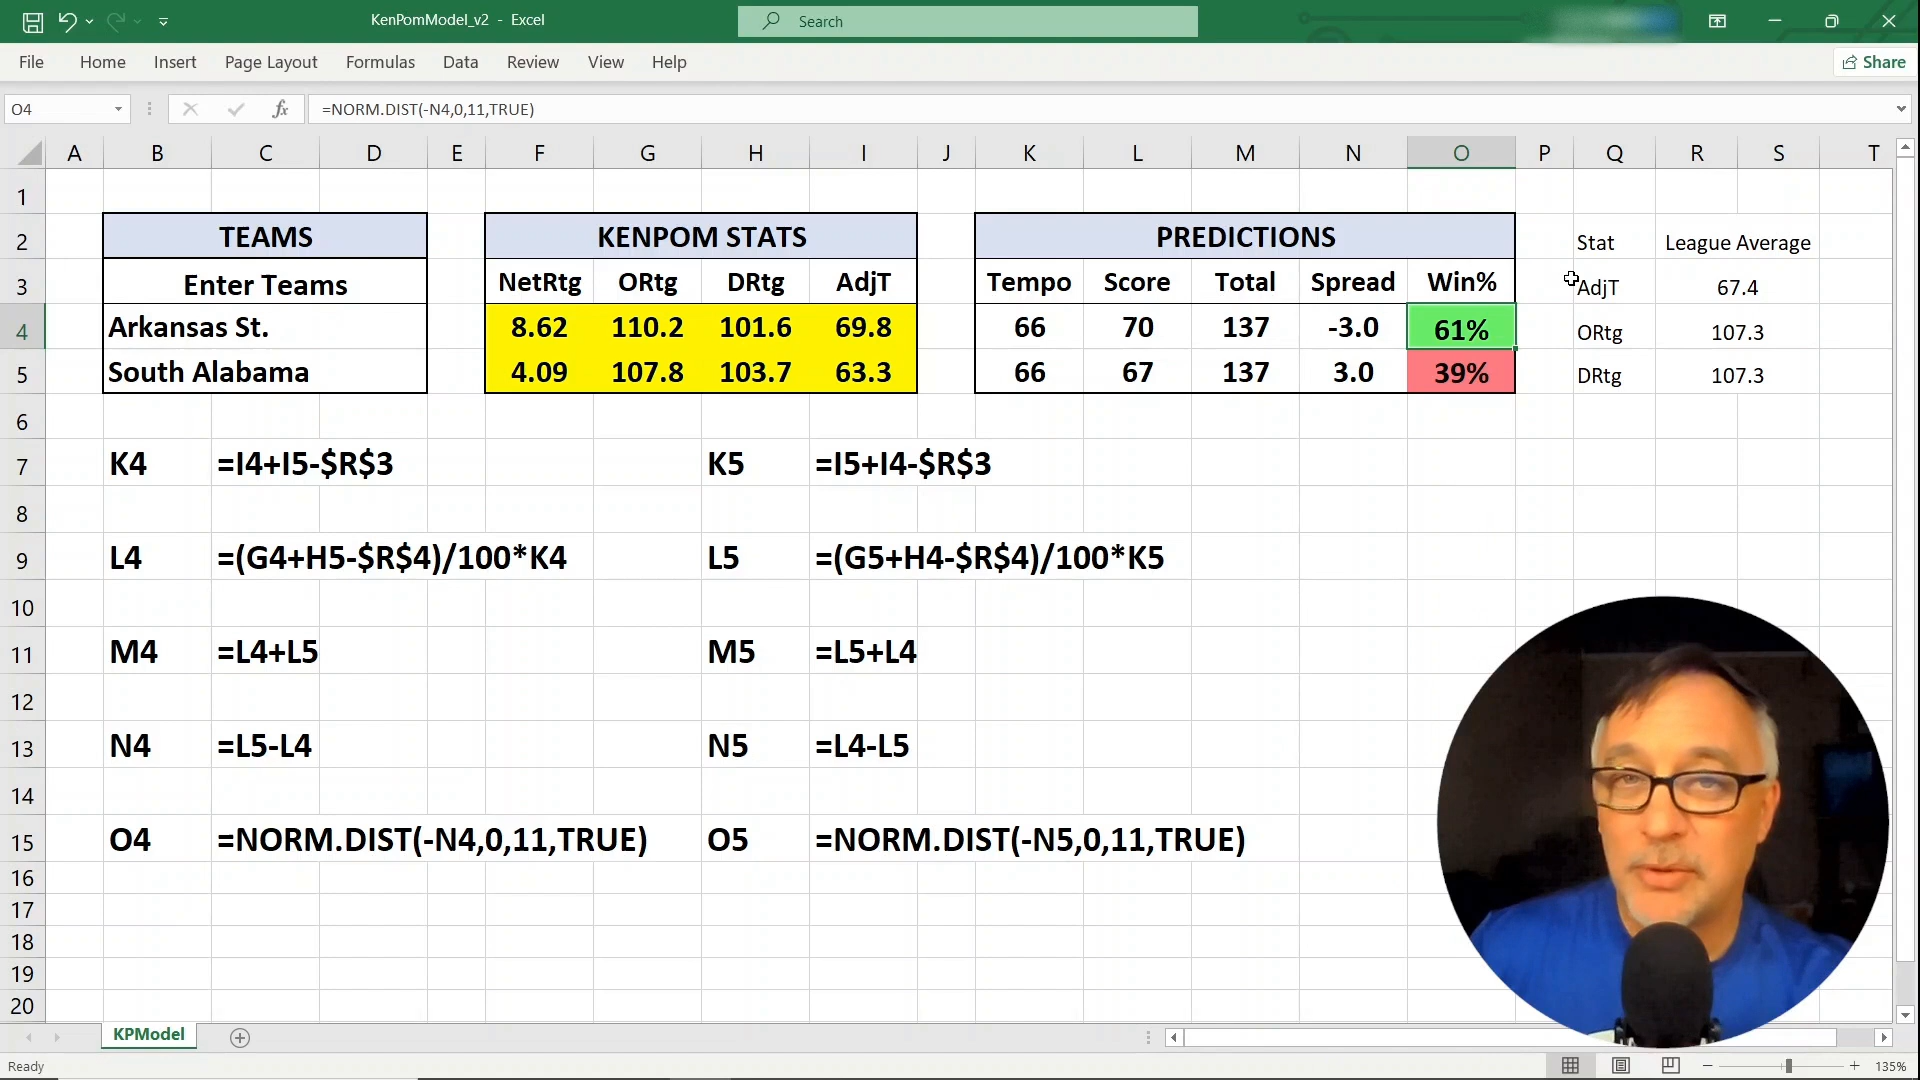 KenPomModel_v2 - Excel
Search
File Home Insert Page Layout Formulas Data Review View Help
Share
O4
fx
=NORM.DIST(-N4,0,11,TRUE)
A B C D E F G H I J K L M N O P Q R S T
1
2 TEAMS KENPOM STATS PREDICTIONS Stat League Average
3 Enter Teams NetRtg ORtg DRtg AdjT Tempo Score Total Spread Win% AdjT 67.4
4 Arkansas St. 8.62 110.2 101.6 69.8 66 70 137 -3.0 61% ORtg 107.3
5 South Alabama 4.09 107.8 103.7 63.3 66 67 137 3.0 39% DRtg 107.3
6
7 K4 =I4+I5-$R$3 K5 =I5+I4-$R$3
8
9 L4 =(G4+H5-$R$4)/100*K4 L5 =(G5+H4-$R$4)/100*K5
10
11 M4 =L4+L5 M5 =L5+L4
12
13 N4 =L5-L4 N5 =L4-L5
14
15 O4 =NORM.DIST(-N4,0,11,TRUE) O5 =NORM.DIST(-N5,0,11,TRUE)
16
17
18
19
20
KPModel
Ready
135%